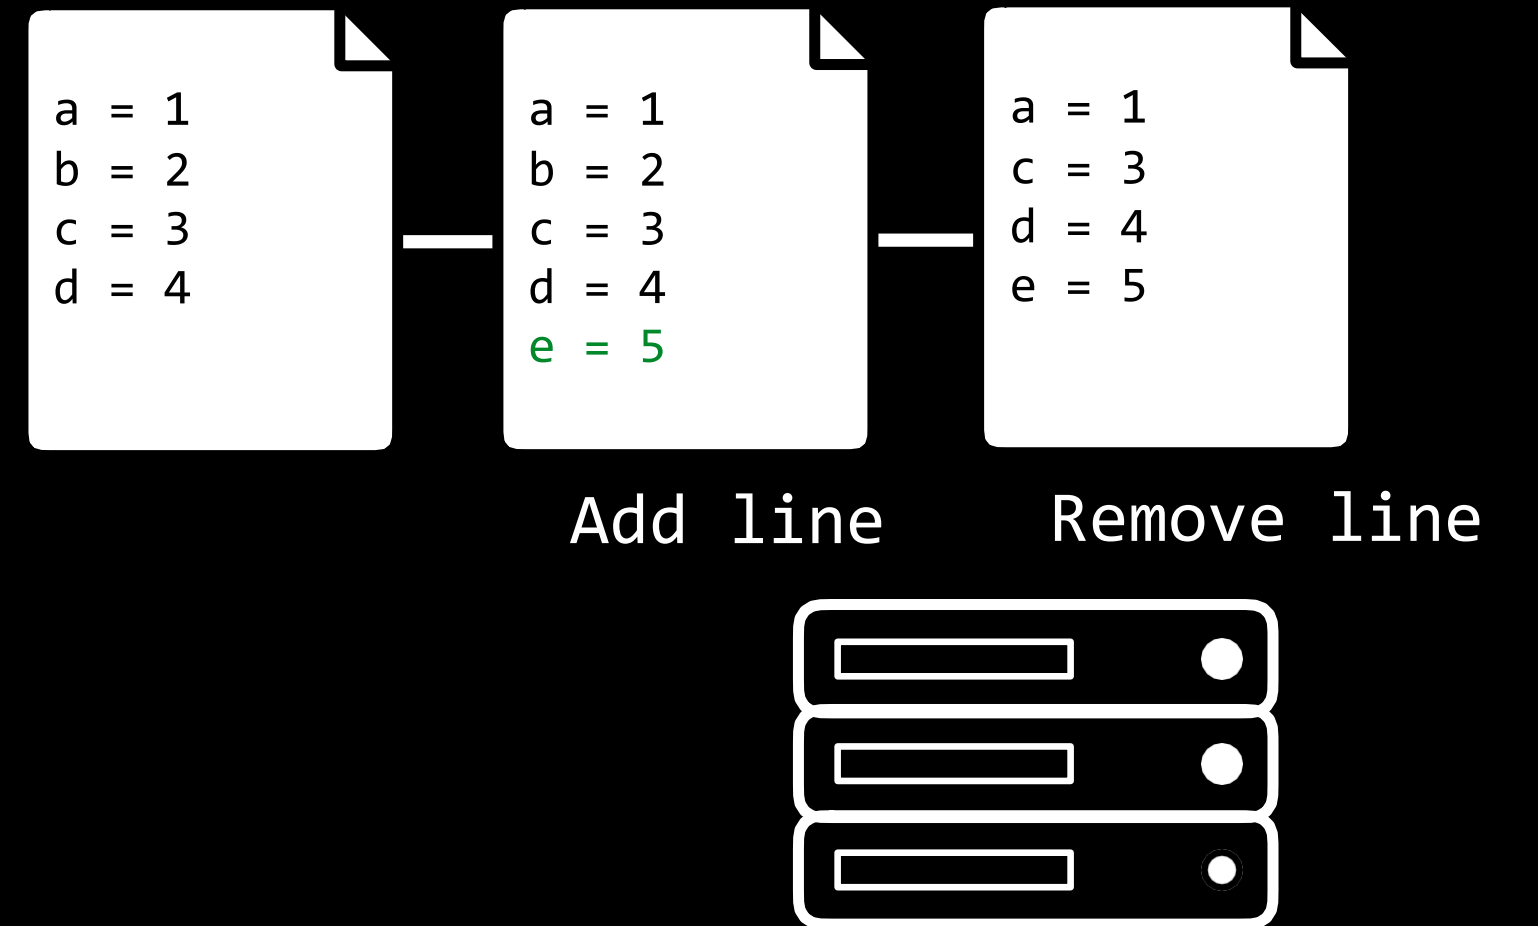 a = 1
b = 2
c = 3
d = 4
a = 1
b = 2
c = 3
d = 4
e = 5
a = 1
c = 3
d = 4
e = 5
Add line
Remove line